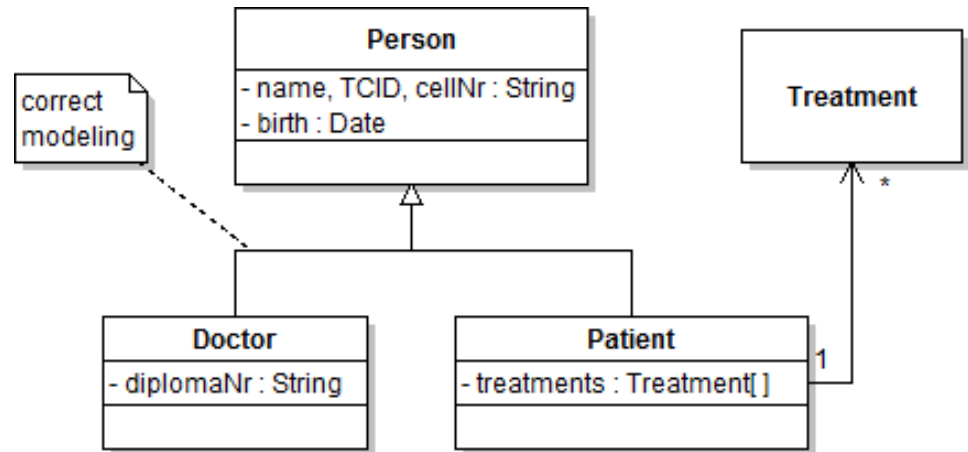 Person
- name, TCID, cellNr : String
- birth : Date
correct
modeling
Treatment
*
Doctor
- diplomaNr : String
Patient
- treatments : Treatment[ ]
1